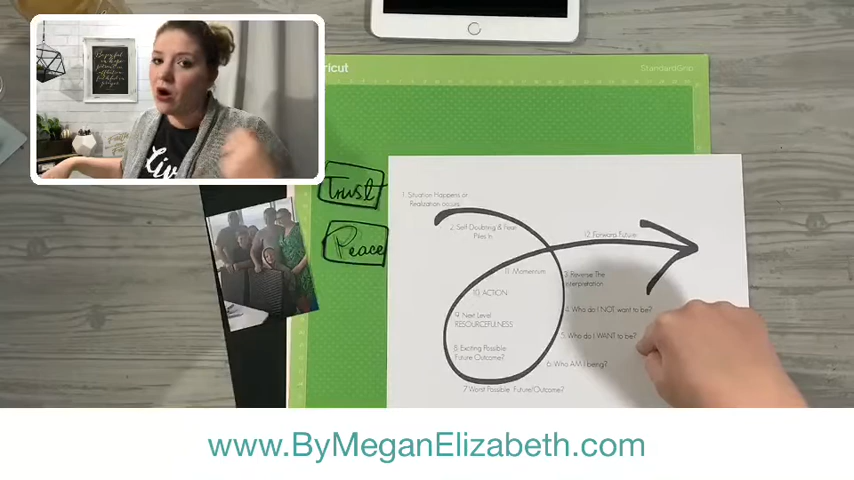 ricut
StandardGrip
Trust
Peace
1. Situation Happens or
Realization occurs.
2. Self-Doubting & Fear
Piles In.
12. Forward Future
11. Momentum
3. Reverse The
Interpretation
10. ACTION
4. Who do I NOT want to be?
9. Next Level
RESOURCEFULNESS
5. Who do I WANT to be?
8. Exciting Possible
Future Outcome?
6. Who AM I being?
7. Worst Possible Future/Outcome?
www.ByMeganElizabeth.com